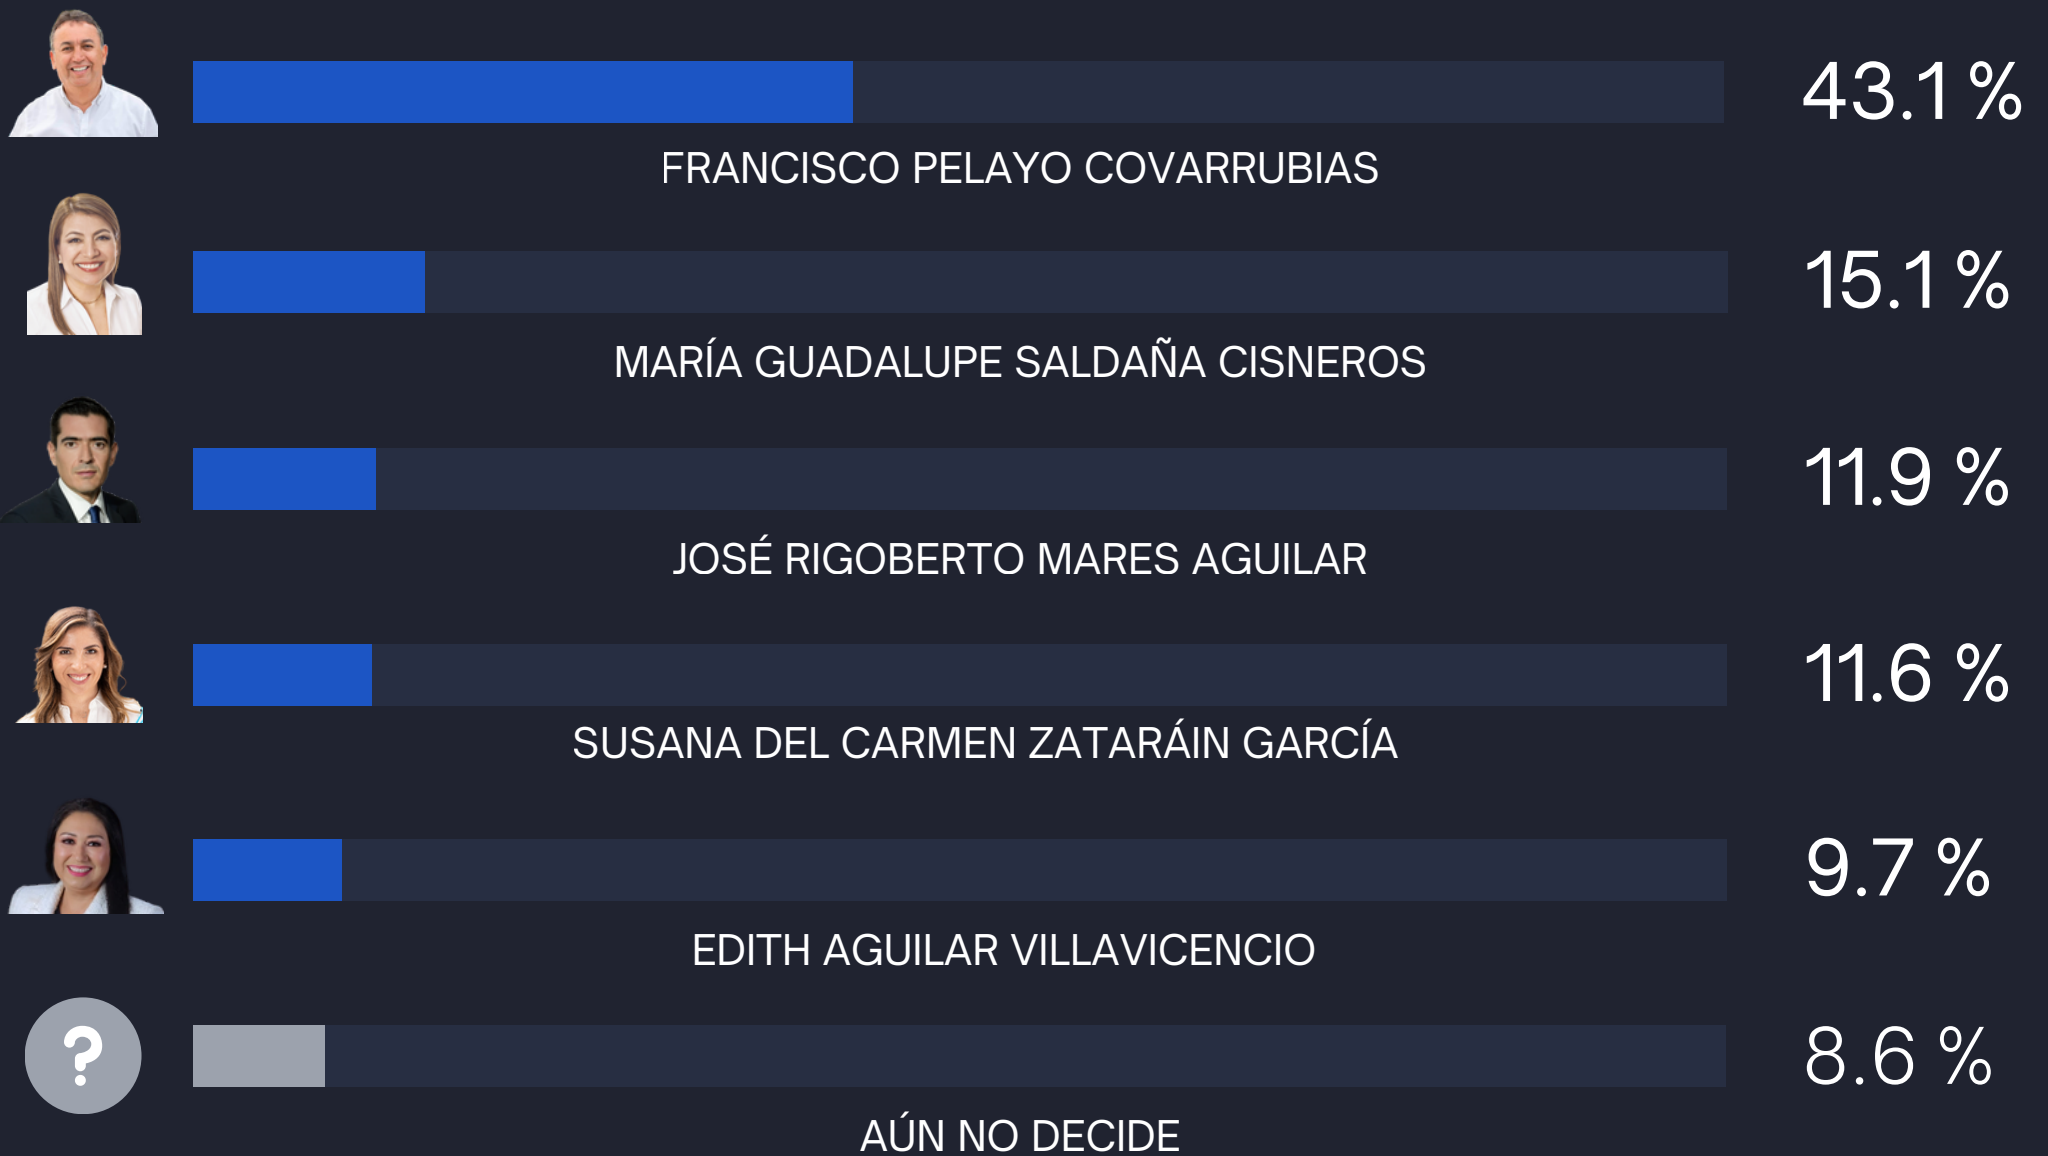 43.1 %
FRANCISCO PELAYO COVARRUBIAS
15.1 %
MARÍA GUADALUPE SALDAÑA CISNEROS
11.9 %
JOSÉ RIGOBERTO MARES AGUILAR
11.6 %
SUSANA DEL CARMEN ZATARÁIN GARCÍA
9.7 %
EDITH AGUILAR VILLAVICENCIO
?
8.6 %
AÚN NO DECIDE